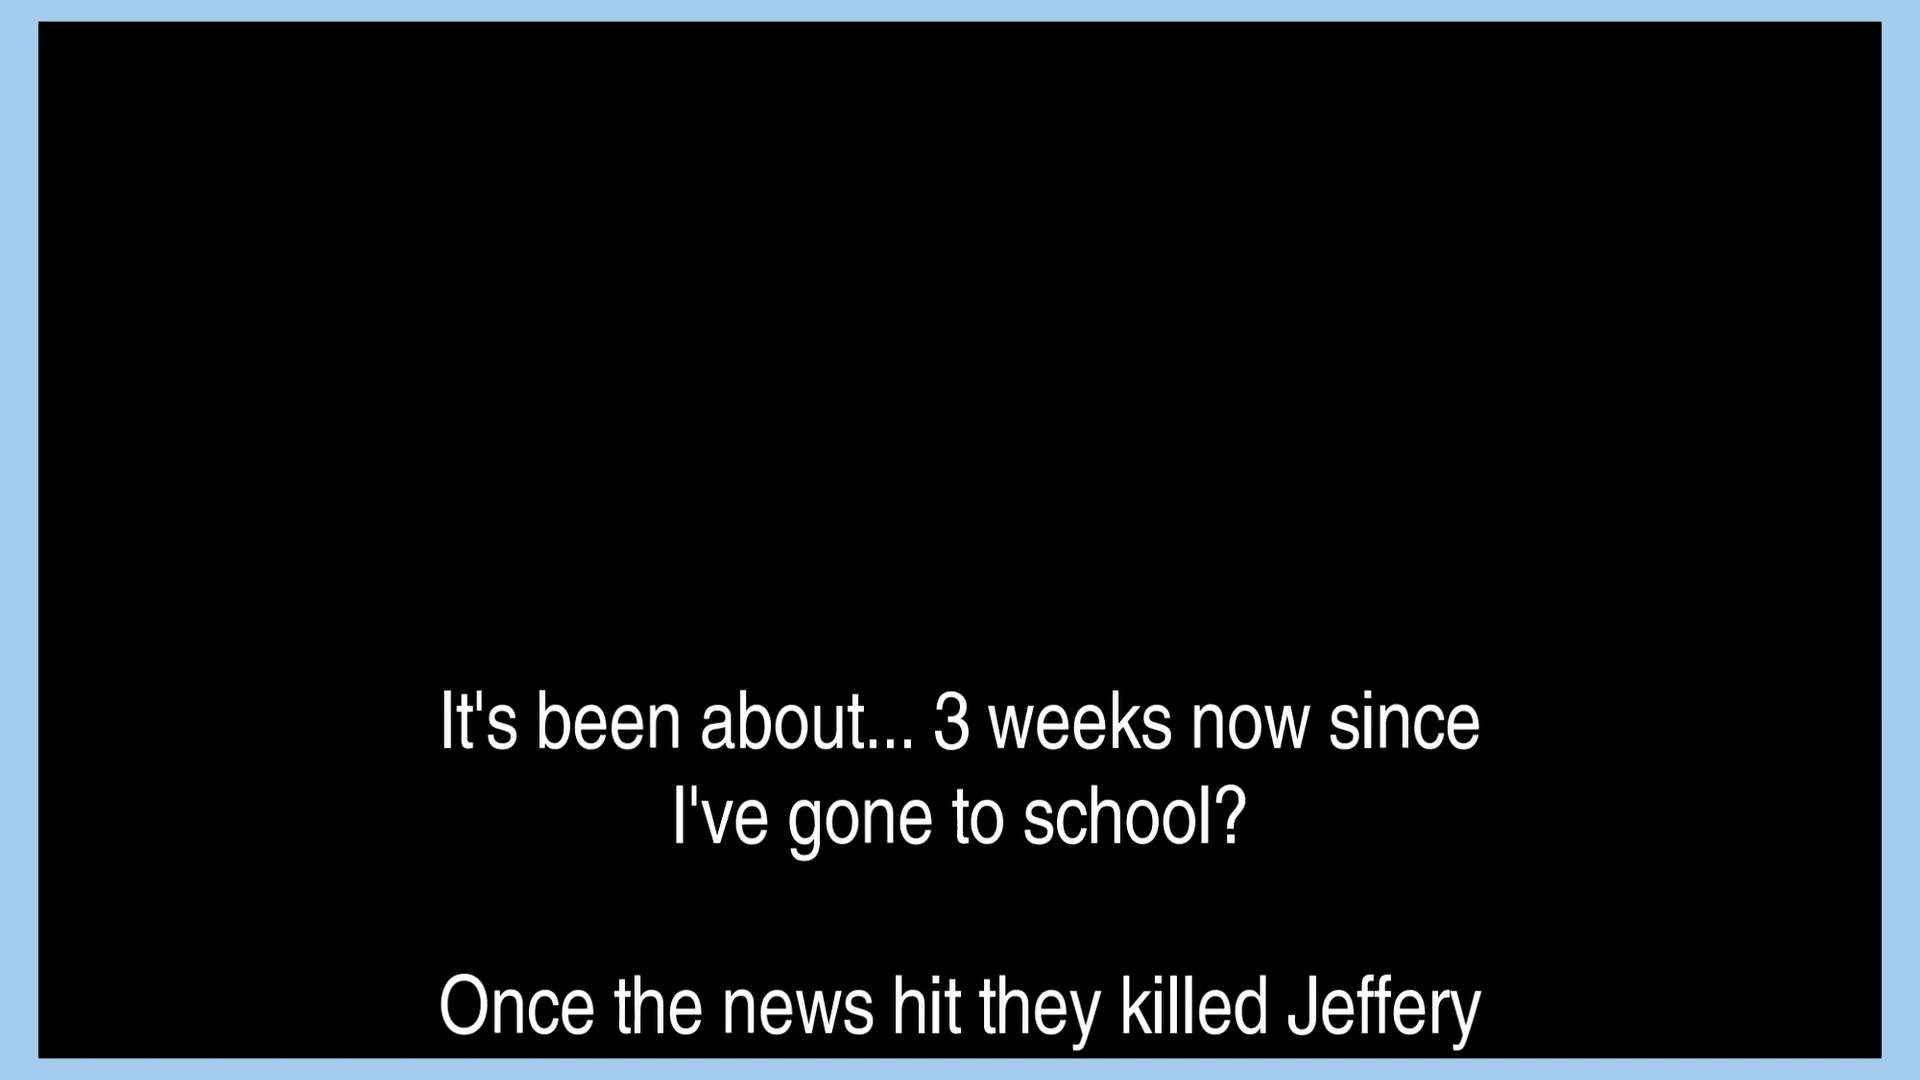 It's been about... 3 weeks now since
I've gone to school?
Once the news hit they killed Jeffery